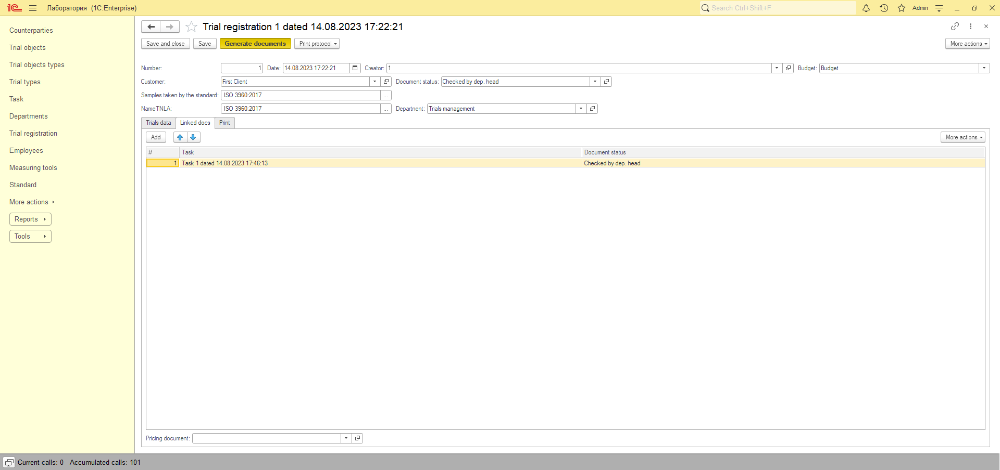 1С Лаборатория (1C:Enterprise) Search Ctrl+Shift+F Admin
Counterparties
Trial objects
Trial objects types
Trial types
Task
Departments
Trial registration
Employees
Measuring tools
Standard
More actions
Reports
Tools
Trial registration 1 dated 14.08.2023 17:22:21
Save and close Save Generate documents Print protocol More actions
Number: 1 Date: 14.08.2023 17:22:21 Creator: 1 Budget: Budget
Customer: First Client Document status: Checked by dep. head
Samples taken by the standard: ISO 3960:2017 ...
NameTNLA: ISO 3960:2017 ... Departnent: Trials management
Trials data Linked docs Print
Add More actions
# Task Document status
1 Task 1 dated 14.08.2023 17:46:13 Checked by dep. head
Pricing document:
Current calls: 0 Accumulated calls: 101